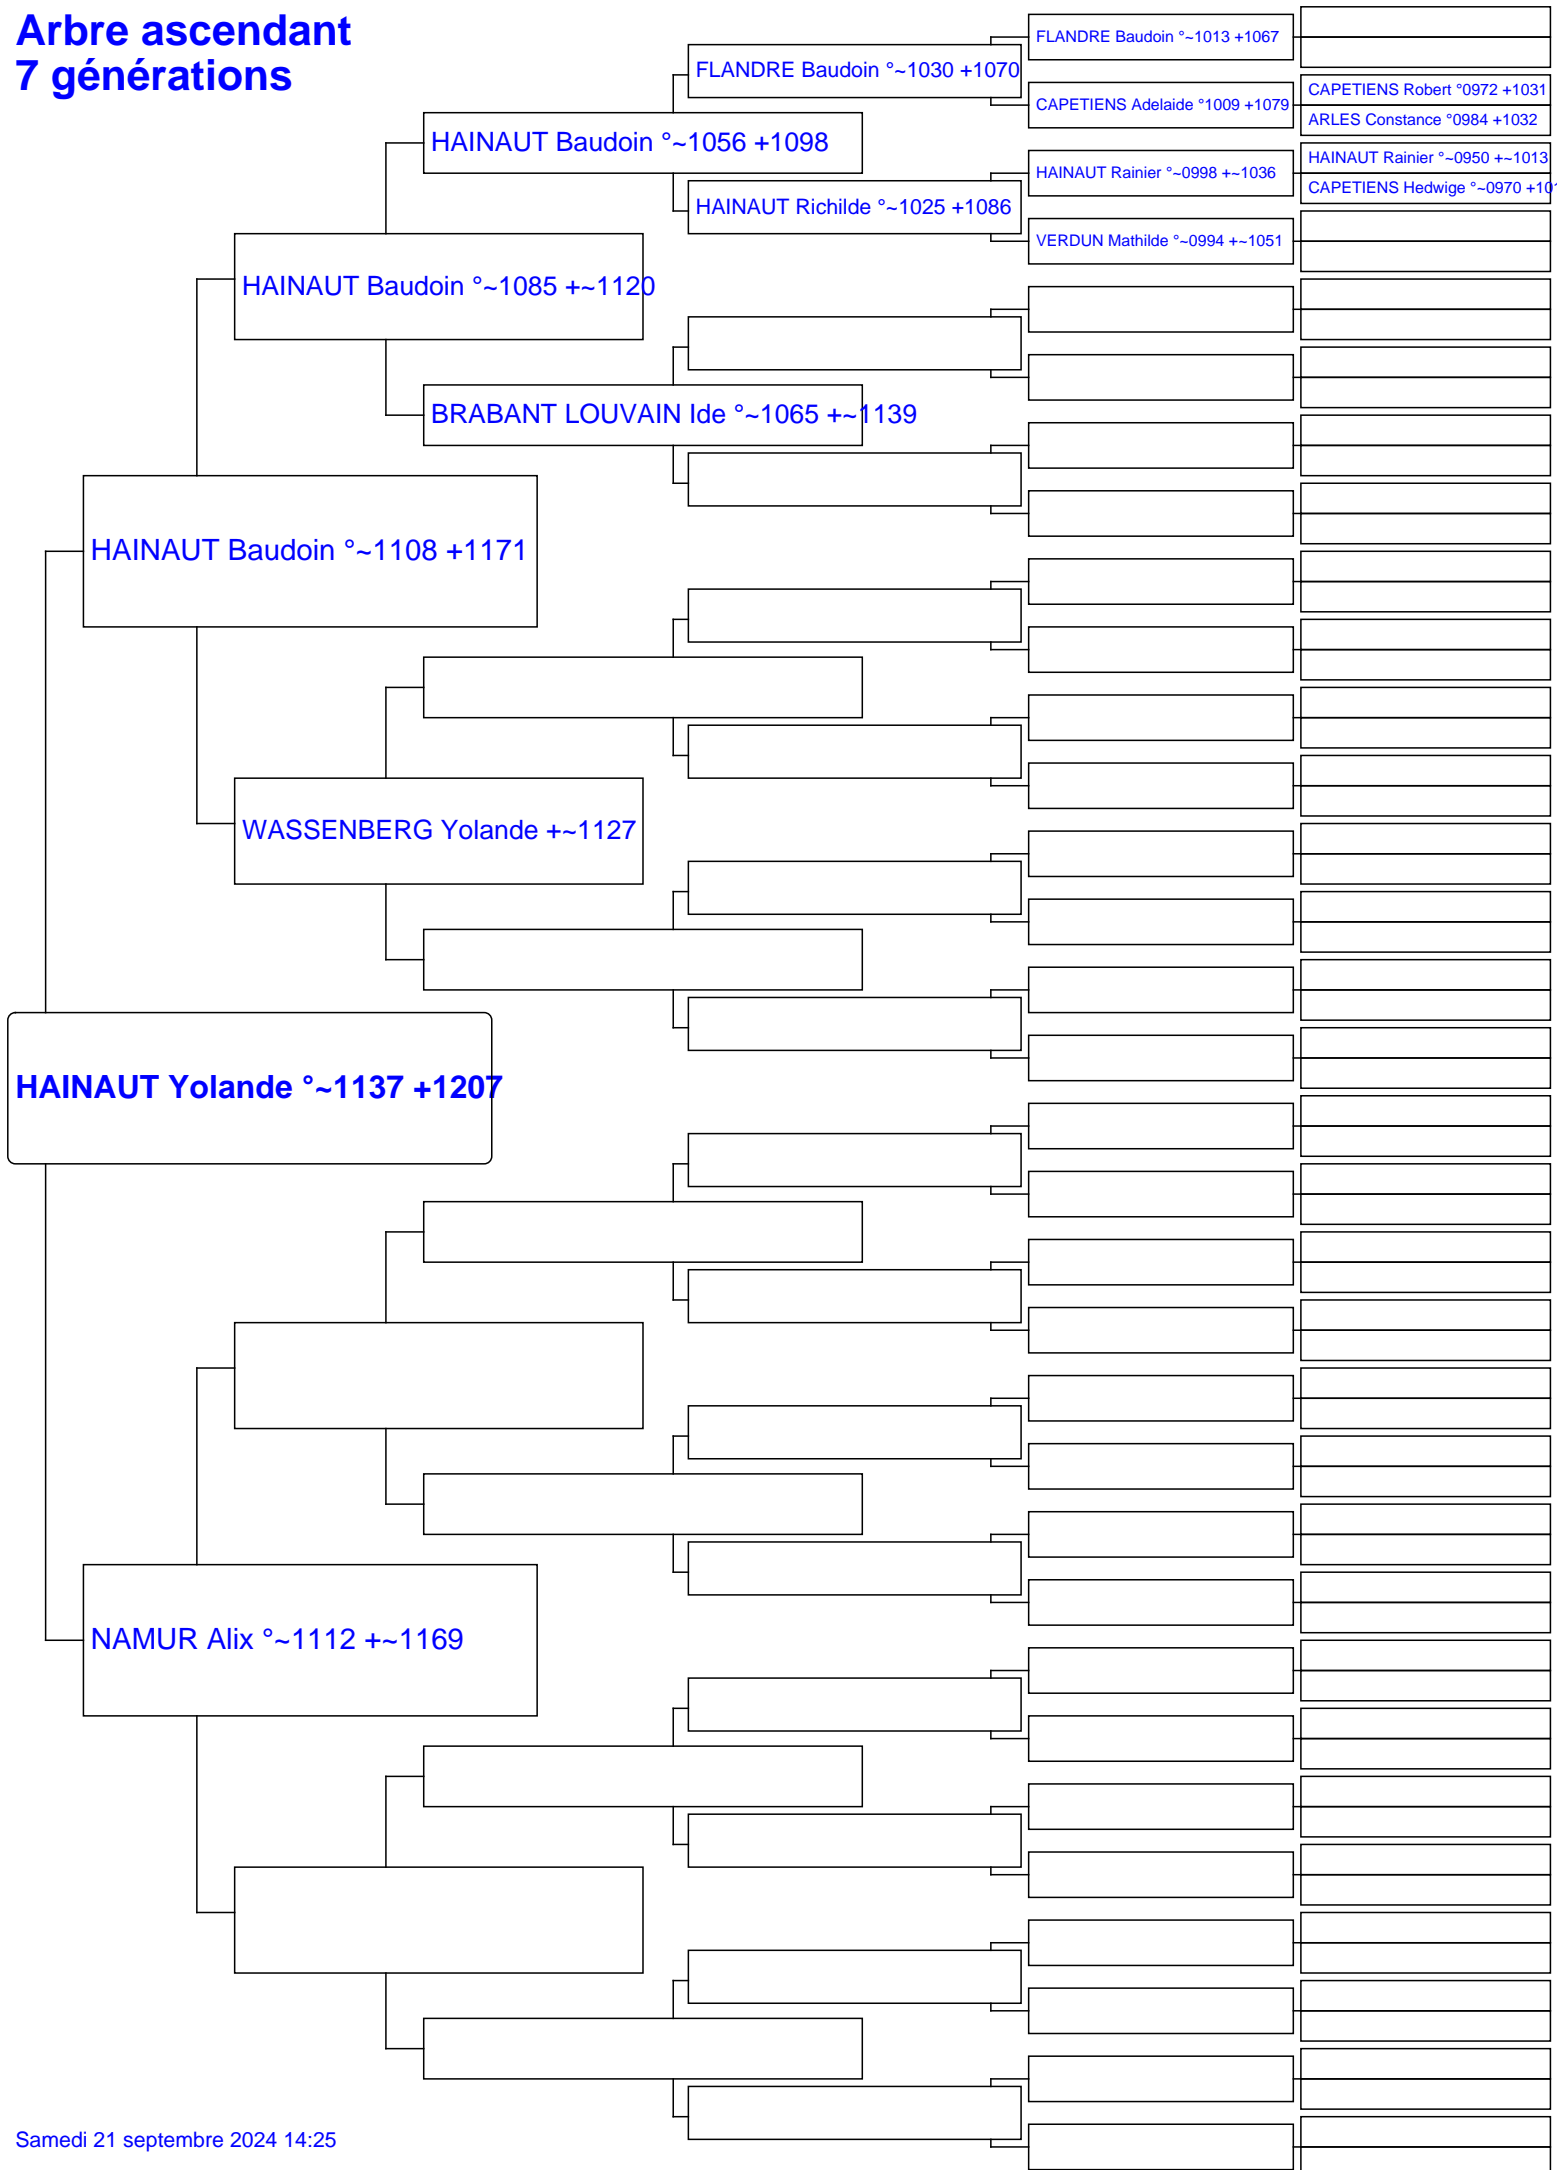 Arbre ascendant
7 générations
FLANDRE Baudoin °~1013 +1067
FLANDRE Baudoin °~1030 +1070
CAPETIENS Robert °0972 +1031
CAPETIENS Adelaide °1009 +1079
ARLES Constance °0984 +1032
HAINAUT Baudoin °~1056 +1098
HAINAUT Rainier °~0950 +~1013
HAINAUT Rainier °~0998 +~1036
CAPETIENS Hedwige °~0970
HAINAUT Richilde °~1025 +1086
VERDUN Mathilde °~0994 +~1051
HAINAUT Baudoin °~1085 +~1120
BRABANT LOUVAIN Ide °~1065 +~1139
HAINAUT Baudoin °~1108 +1171
WASSENBERG Yolande +~1127
HAINAUT Yolande °~1137 +1207
NAMUR Alix °~1112 +~1169
Samedi 21 septembre 2024 14:25